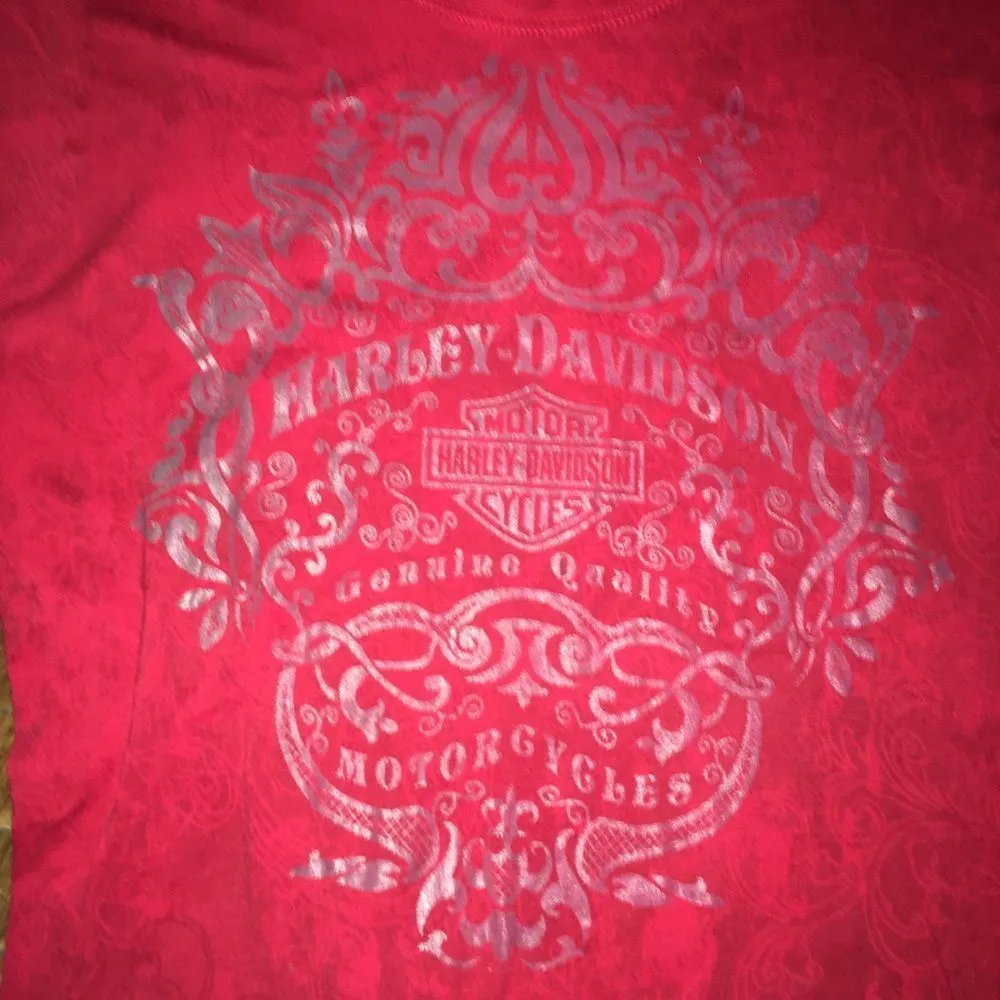 HARLEY-DAVIDSON
MOTOR
HARLEY-DAVIDSON
CYCLES
Genuine Quality
MOTORCYCLES